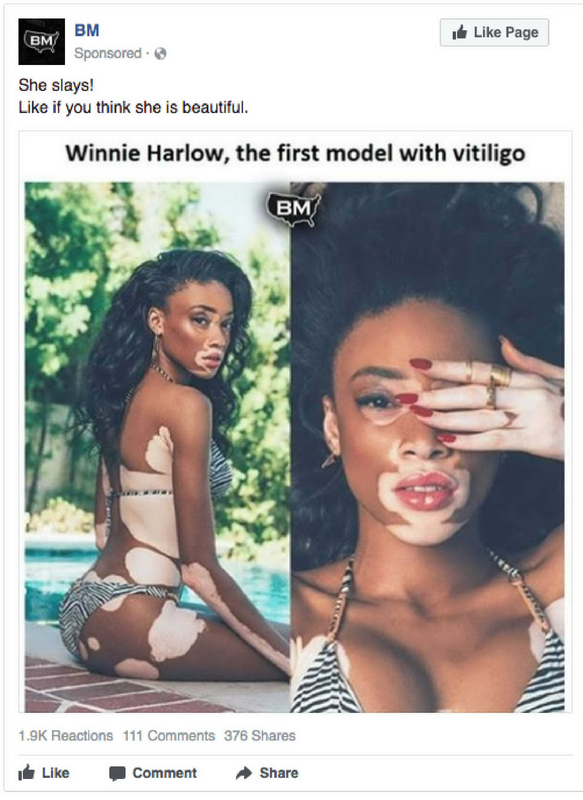 BM
BM
Sponsored ·
Like Page
She slays!
Like if you think she is beautiful.
Winnie Harlow, the first model with vitiligo
BM
1.9K Reactions 111 Comments 376 Shares
Like Comment Share